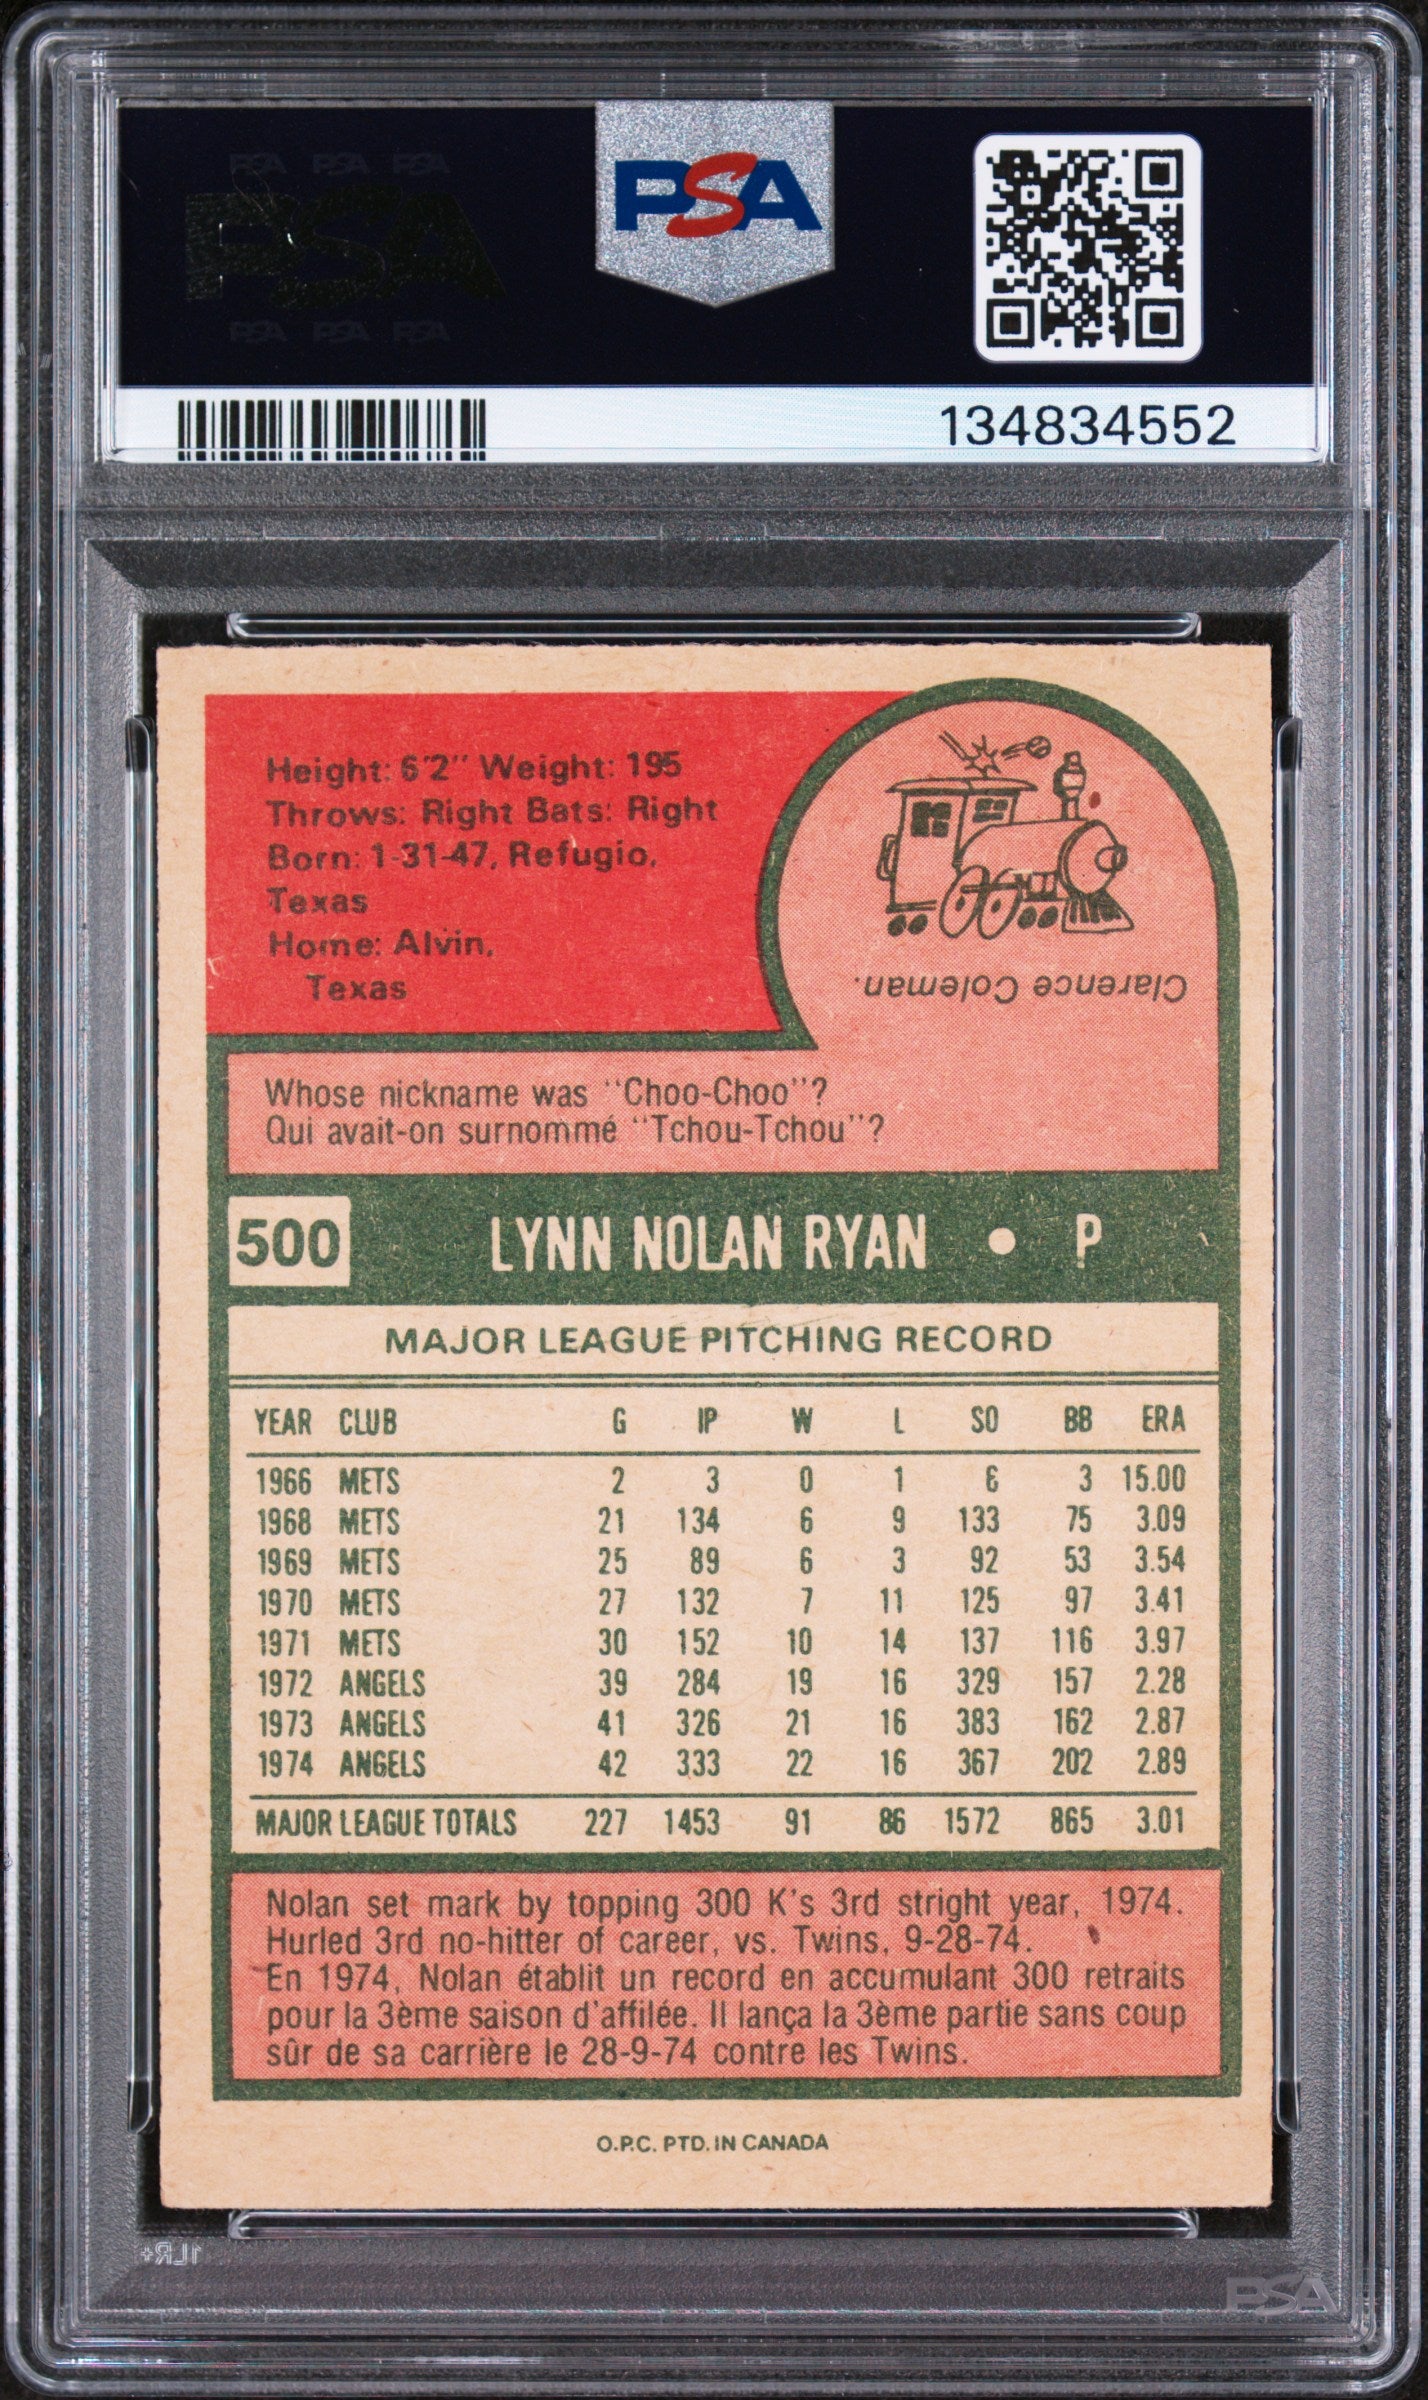 PSA PSA PSA
PSA
PSA PSA PSA
PSA
134834552
Height: 6'2" Weight: 195
Throws: Right Bats: Right
Born: 1-31-47, Refugio,
Texas
Home: Alvin,
Texas
Clarence Coleman.
Whose nickname was "Choo-Choo"?
Qui avait-on surnommé "Tchou-Tchou"?
500 LYNN NOLAN RYAN • P
MAJOR LEAGUE PITCHING RECORD
YEAR CLUB G IP W L SO BB ERA
1966 METS 2 3 0 1 6 3 15.00
1968 METS 21 134 6 9 133 75 3.09
1969 METS 25 89 6 3 92 53 3.54
1970 METS 27 132 7 11 125 97 3.41
1971 METS 30 152 10 14 137 116 3.97
1972 ANGELS 39 284 19 16 329 157 2.28
1973 ANGELS 41 326 21 16 383 162 2.87
1974 ANGELS 42 333 22 16 367 202 2.89
MAJOR LEAGUE TOTALS 227 1453 91 86 1572 865 3.01
Nolan set mark by topping 300 K's 3rd stright year, 1974.
Hurled 3rd no-hitter of career, vs. Twins, 9-28-74.
En 1974, Nolan établit un record en accumulant 300 retraits
pour la 3ème saison d'affilée. Il lança la 3ème partie sans coup
sûr de sa carrière le 28-9-74 contre les Twins.
O.P.C. PTD. IN CANADA
1LR+
PSA